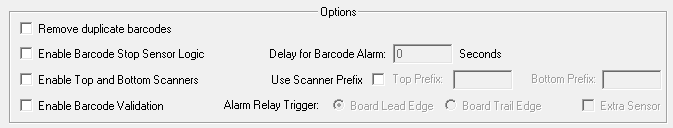 Options
Remove duplicate barcodes
Enable Barcode Stop Sensor Logic Delay for Barcode Alarm: 0 Seconds
Enable Top and Bottom Scanners Use Scanner Prefix Top Prefix: Bottom Prefix:
Enable Barcode Validation Alarm Relay Trigger: Board Lead Edge Board Trail Edge Extra Sensor